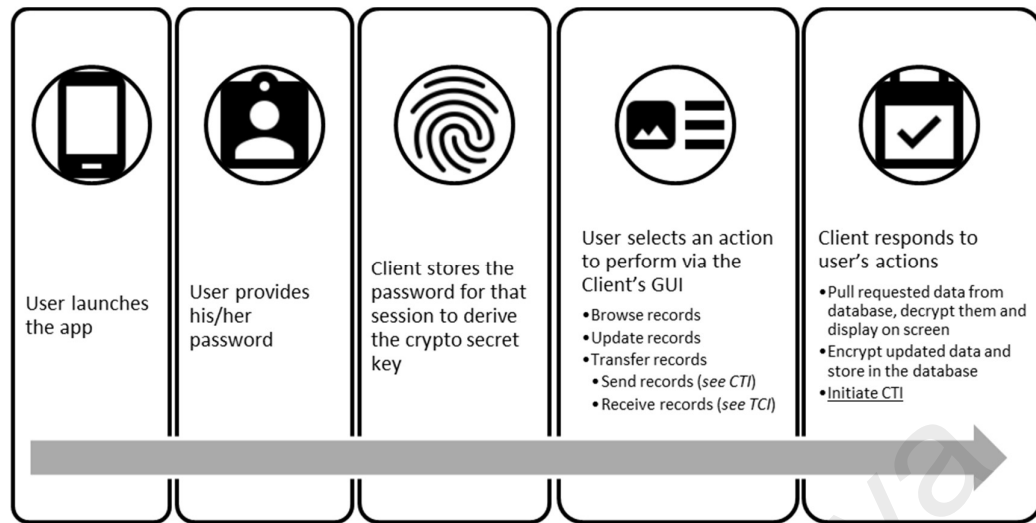 User launches
the app
User provides
his/her
password
Client stores the
password for that
session to derive
the crypto secret
key
User selects an action
to perform via the
Client's GUI
•Browse records
•Update records
•Transfer records
•Send records (see CTI)
•Receive records (see TCI)
Client responds to
user's actions
•Pull requested data from
database, decrypt them and
display on screen
•Encrypt updated data and
store in the database
•Initiate CTI